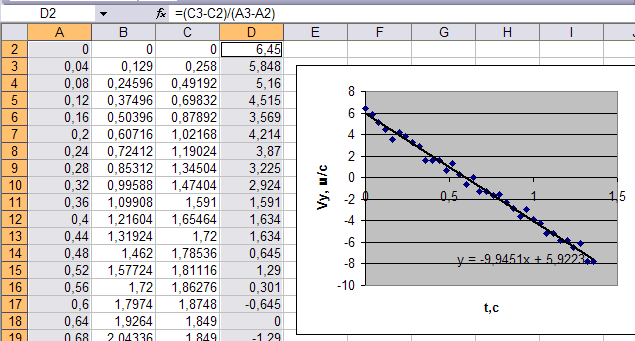 D2 fx =(C3-C2)/(A3-A2)
A B C D E F G H I
2 0 0 0 6,45
3 0,04 0,129 0,258 5,848
4 0,08 0,24596 0,49192 5,16
5 0,12 0,37496 0,69832 4,515
6 0,16 0,50396 0,87892 3,569
7 0,2 0,60716 1,02168 4,214
8 0,24 0,72412 1,19024 3,87
9 0,28 0,85312 1,34504 3,225
10 0,32 0,99588 1,47404 2,924
11 0,36 1,09908 1,591 1,591
12 0,4 1,21604 1,65464 1,634
13 0,44 1,31924 1,72 1,634
14 0,48 1,462 1,78536 0,645
15 0,52 1,57724 1,81116 1,29
16 0,56 1,72 1,86276 0,301
17 0,6 1,7974 1,8748 -0,645
18 0,64 1,9264 1,849 0
19 0,68 2,04336 1,849 -1,29
8
6
4
2
0
-2
-4
-6
-8
-10
0 0,5 1 1,5
Vy, м/с
y = -9,9451x + 5,9223
t,c